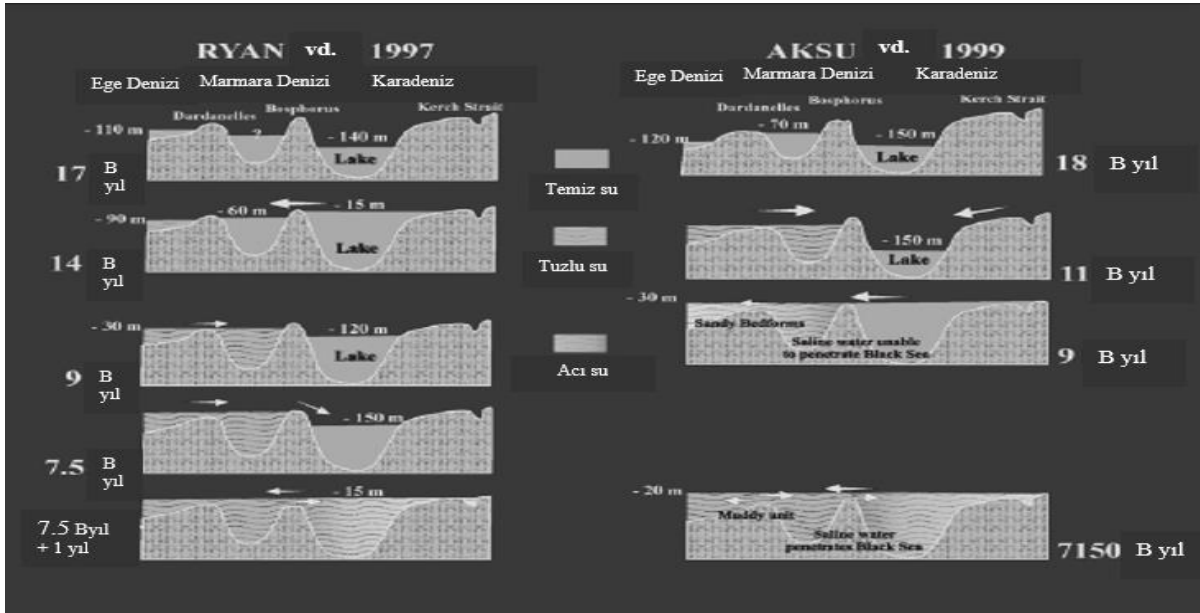 RYAN vd. 1997
Ege Denizi Marmara Denizi Karadeniz
Dardanelles Bosphorus Kerch Strait
- 110 m ? - 140 m
Lake
17 B yıl
- 90 m - 60 m - 15 m
Lake
14 B yıl
- 30 m - 120 m
Lake
9 B yıl
- 150 m
7.5 B yıl
- 15 m
7.5 Byıl
+ 1 yıl
Temiz su
Tuzlu su
Acı su
AKSU vd. 1999
Ege Denizi Marmara Denizi Karadeniz
Dardanelles Bosphorus Kerch Strait
- 120 m - 70 m - 150 m
Lake
18 B yıl
- 150 m
Lake
11 B yıl
- 30 m
Sandy Bedforms
Saline water unable
to penetrate Black Sea
9 B yıl
- 20 m
Muddy unit
Saline water
penetrates Black Sea
7150 B yıl